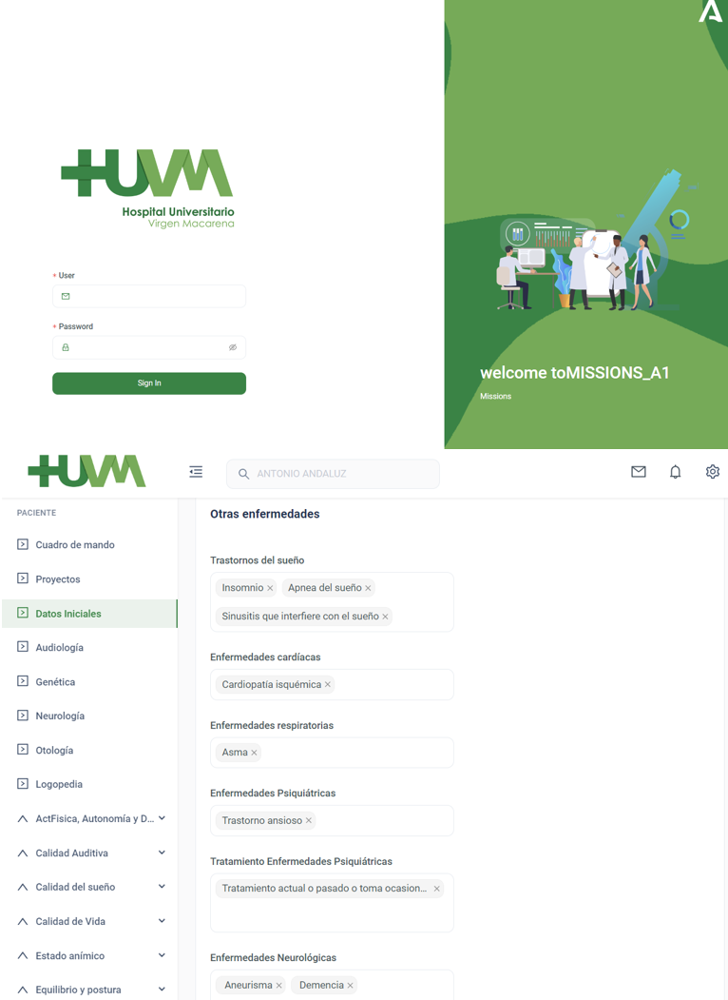 HUVM
Hospital Universitario
Virgen Macarena
* User
* Password
Sign In
welcome toMISSIONS_A1
Missions
HUVM
ANTONIO ANDALUZ
PACIENTE
Cuadro de mando
Proyectos
Datos Iniciales
Audiología
Genética
Neurología
Otología
Logopedia
ActFisica, Autonomía y D...
Calidad Auditiva
Calidad del sueño
Calidad de Vida
Estado anímico
Equilibrio y postura
Otras enfermedades
Trastornos del sueño
Insomnio × Apnea del sueño ×
Sinusitis que interfiere con el sueño ×
Enfermedades cardíacas
Cardiopatía isquémica ×
Enfermedades respiratorias
Asma ×
Enfermedades Psiquiátricas
Trastorno ansioso ×
Tratamiento Enfermedades Psiquiátricas
Tratamiento actual o pasado o toma ocasion... ×
Enfermedades Neurológicas
Aneurisma × Demencia ×